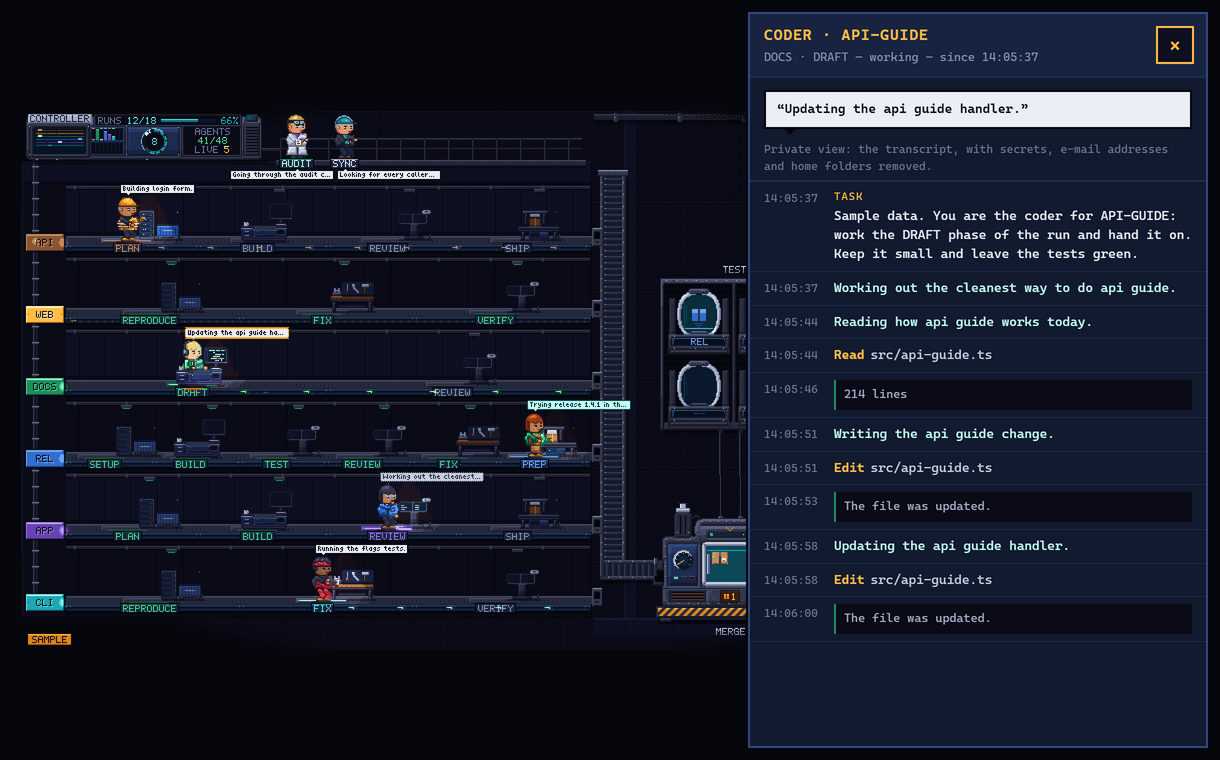 CONTROLLER
RUNS 12/18 66%
8
AGENTS
41/48
LIVE 5
AUDIT SYNC
Going through the audit c... Looking for every caller...
Building login form.
API
PLAN BUILD REVIEW SHIP
WEB
REPRODUCE FIX VERIFY
Updating the api guide ha...
DOCS
DRAFT REVIEW
Trying release 1.4.1 in th...
REL
SETUP BUILD TEST REVIEW FIX PREP
Working out the cleanest...
APP
PLAN BUILD REVIEW SHIP
Running the flags tests.
CLI
REPRODUCE FIX VERIFY
SAMPLE
TEST
REL
1
MERGE
CODER · API-GUIDE
×
DOCS · DRAFT — working — since 14:05:37
“Updating the api guide handler.”
Private view: the transcript, with secrets, e-mail addresses
and home folders removed.
14:05:37 TASK
Sample data. You are the coder for API-GUIDE:
work the DRAFT phase of the run and hand it on.
Keep it small and leave the tests green.
14:05:37 Working out the cleanest way to do api guide.
14:05:44 Reading how api guide works today.
14:05:44 Read src/api-guide.ts
14:05:46 214 lines
14:05:51 Writing the api guide change.
14:05:51 Edit src/api-guide.ts
14:05:53 The file was updated.
14:05:58 Updating the api guide handler.
14:05:58 Edit src/api-guide.ts
14:06:00 The file was updated.